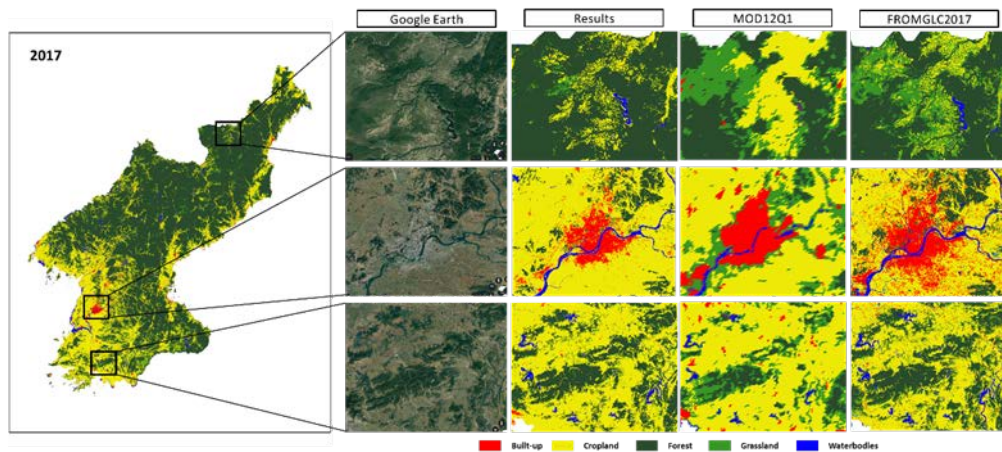 Google Earth
Results
MOD12Q1
FROMGLC2017
2017
Built-up
Cropland
Forest
Grassland
Waterbodies